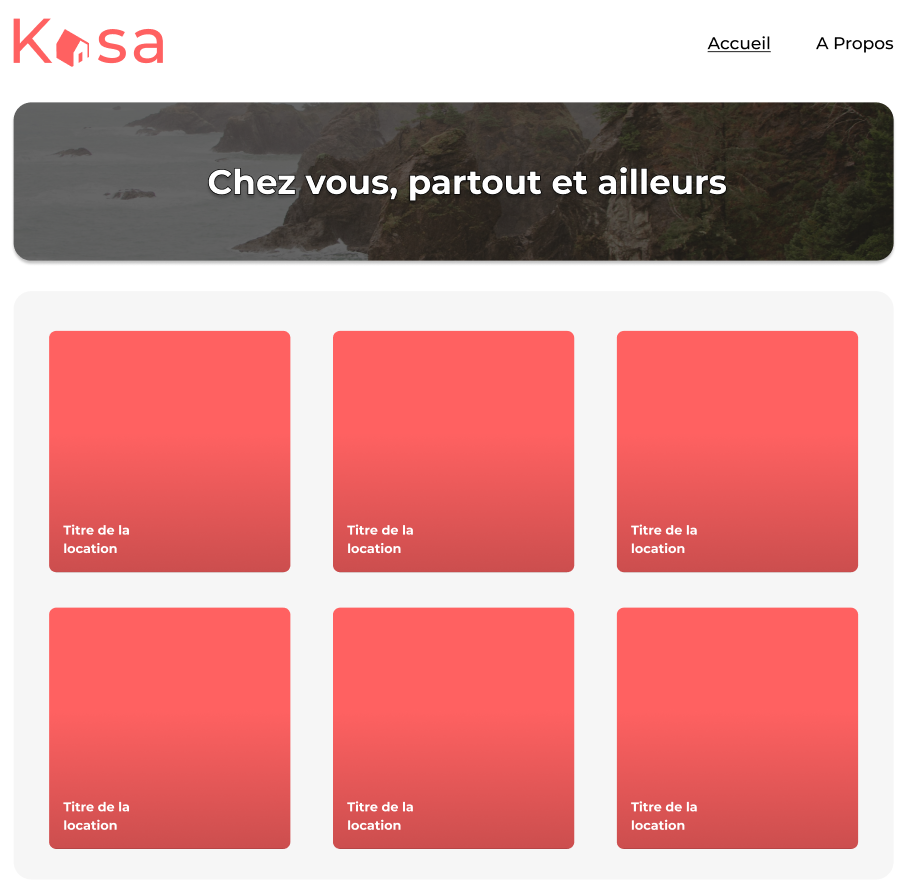 Kasa
Accueil
A Propos
Chez vous, partout et ailleurs
Titre de la
location
Titre de la
location
Titre de la
location
Titre de la
location
Titre de la
location
Titre de la
location